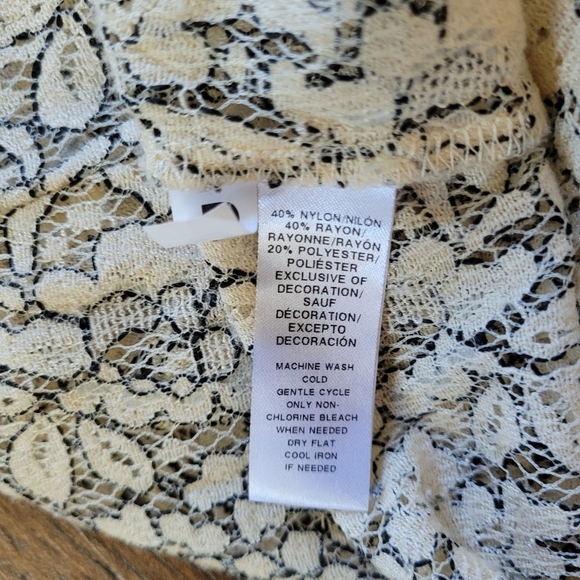 40% NYLON/NILÓN
40% RAYON/
RAYONNE/RAYÓN
20% POLYESTER/
POLIÉSTER
EXCLUSIVE OF
DECORATION/
SAUF
DÉCORATION/
EXCEPTO
DECORACIÓN
MACHINE WASH
COLD
GENTLE CYCLE
ONLY NON-
CHLORINE BLEACH
WHEN NEEDED
DRY FLAT
COOL IRON
IF NEEDED